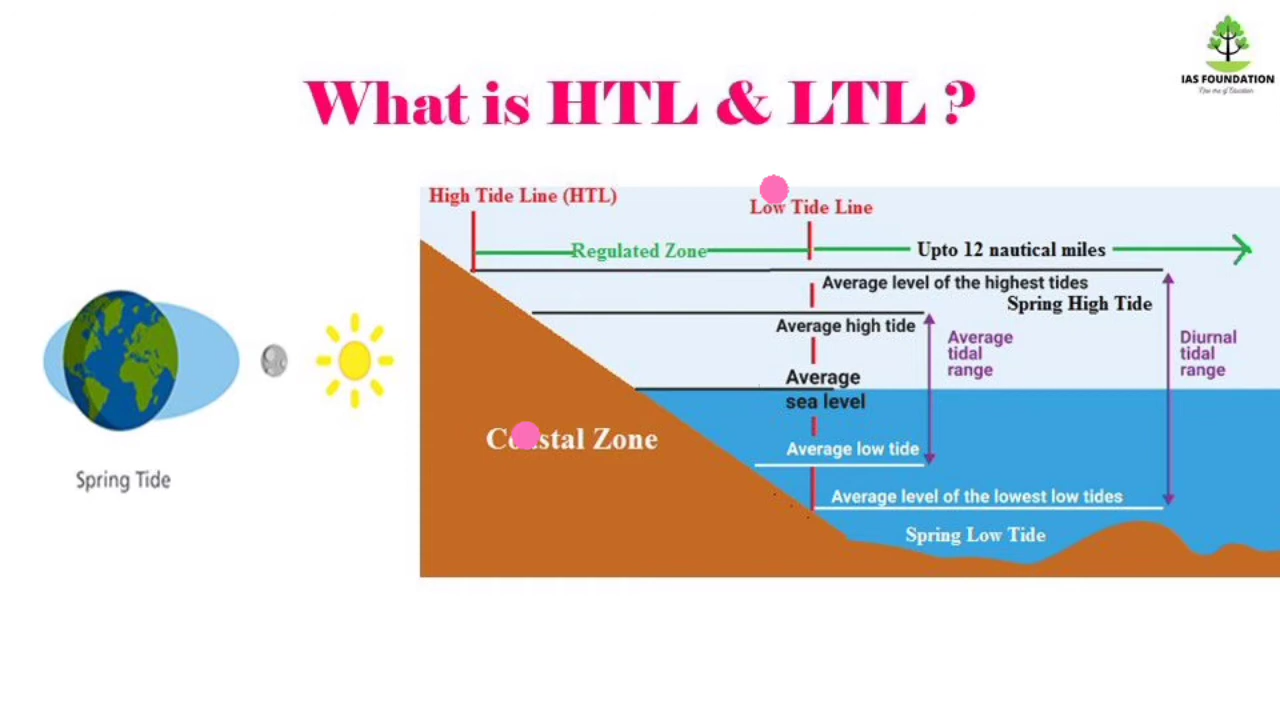 IAS FOUNDATION
What is HTL & LTL ?
High Tide Line (HTL)
Low Tide Line
Regulated Zone
Upto 12 nautical miles
Average level of the highest tides
Spring High Tide
Average high tide
Average
tidal
range
Diurnal
tidal
range
Average
sea level
Coastal Zone
Average low tide
Spring Tide
Average level of the lowest low tides
Spring Low Tide